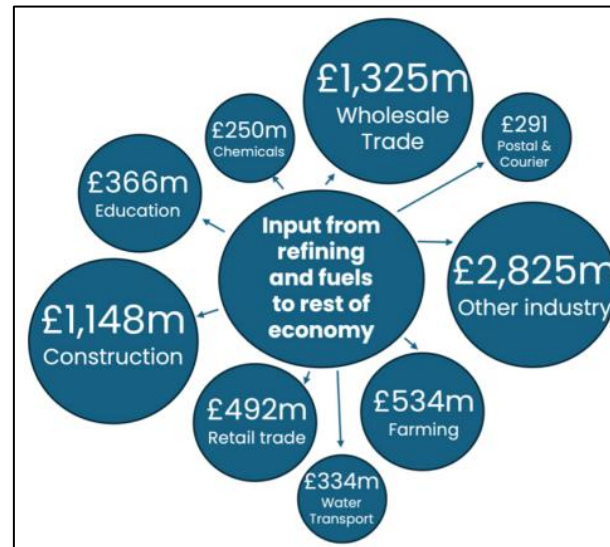 £1,325m
Wholesale
Trade
£291
Postal &
Courier
£250m
Chemicals
£366m
Education
Input from
refining
and fuels
to rest of
economy
£2,825m
Other industry
£1,148m
Construction
£492m
Retail trade
£534m
Farming
£334m
Water
Transport